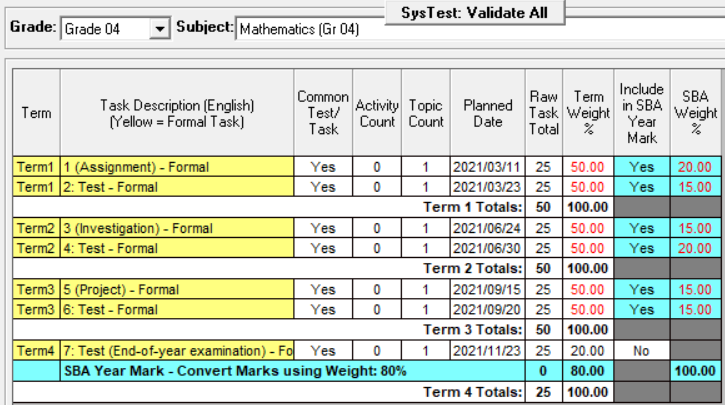 SysTest: Validate All
Grade: Grade 04 Subject: Mathematics (Gr 04)
Term Task Description (English) (Yellow = Formal Task) Common Test/ Task Activity Count Topic Count Planned Date Raw Task Total Term Weight % Include in SBA Year Mark SBA Weight %
Term1 1 (Assignment) - Formal Yes 0 1 2021/03/11 25 50.00 Yes 20.00
Term1 2: Test - Formal Yes 0 1 2021/03/23 25 50.00 Yes 15.00
Term 1 Totals: 50 100.00
Term2 3 (Investigation) - Formal Yes 0 1 2021/06/24 25 50.00 Yes 15.00
Term2 4: Test - Formal Yes 0 1 2021/06/30 25 50.00 Yes 20.00
Term 2 Totals: 50 100.00
Term3 5 (Project) - Formal Yes 0 1 2021/09/15 25 50.00 Yes 15.00
Term3 6: Test - Formal Yes 0 1 2021/09/20 25 50.00 Yes 15.00
Term 3 Totals: 50 100.00
Term4 7: Test (End-of-year examination) - Fo Yes 0 1 2021/11/23 25 20.00 No
SBA Year Mark - Convert Marks using Weight: 80% 0 80.00 100.00
Term 4 Totals: 25 100.00